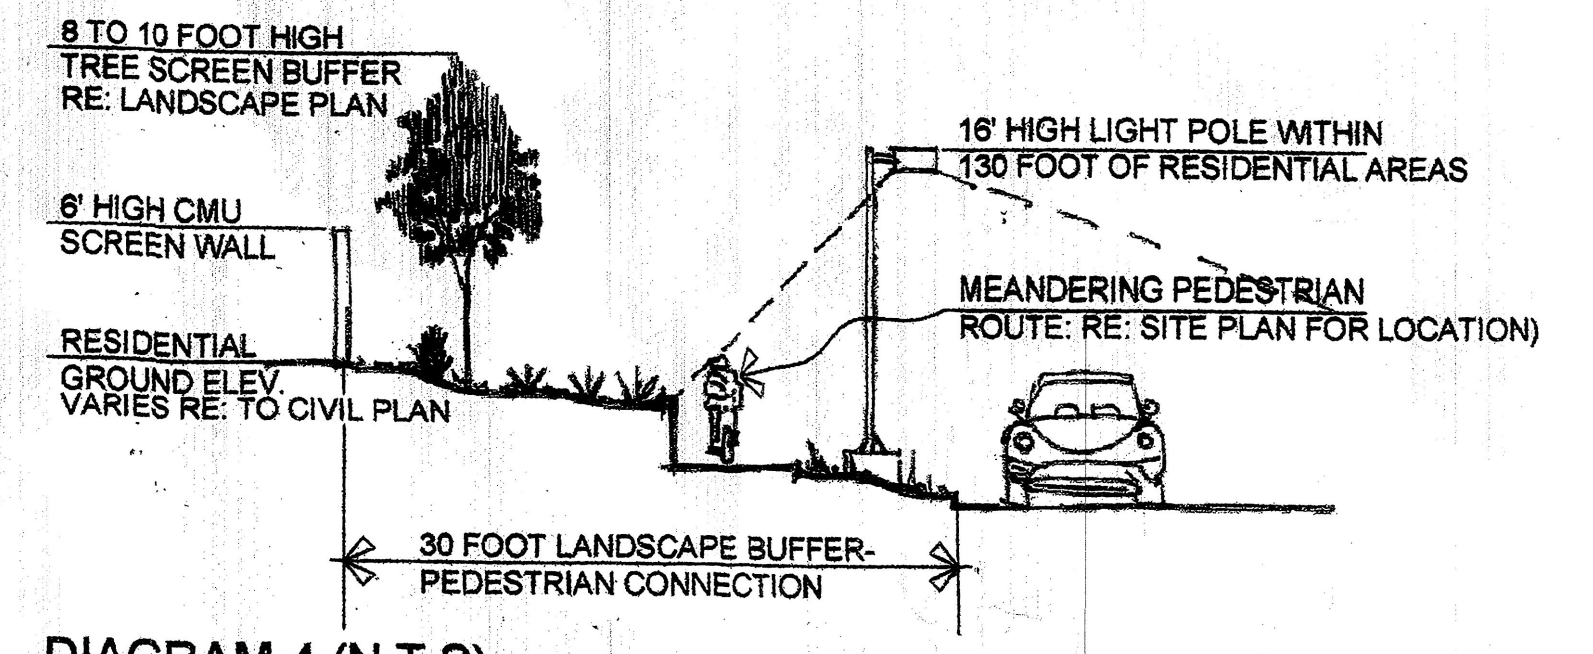 8 TO 10 FOOT HIGH
TREE SCREEN BUFFER
RE: LANDSCAPE PLAN
16' HIGH LIGHT POLE WITHIN
130 FOOT OF RESIDENTIAL AREAS
6' HIGH CMU
SCREEN WALL
MEANDERING PEDESTRIAN
ROUTE: RE: SITE PLAN FOR LOCATION)
RESIDENTIAL
GROUND ELEV.
VARIES RE: TO CIVIL PLAN
30 FOOT LANDSCAPE BUFFER-
PEDESTRIAN CONNECTION
DIAGRAM 4 (N.T.S)